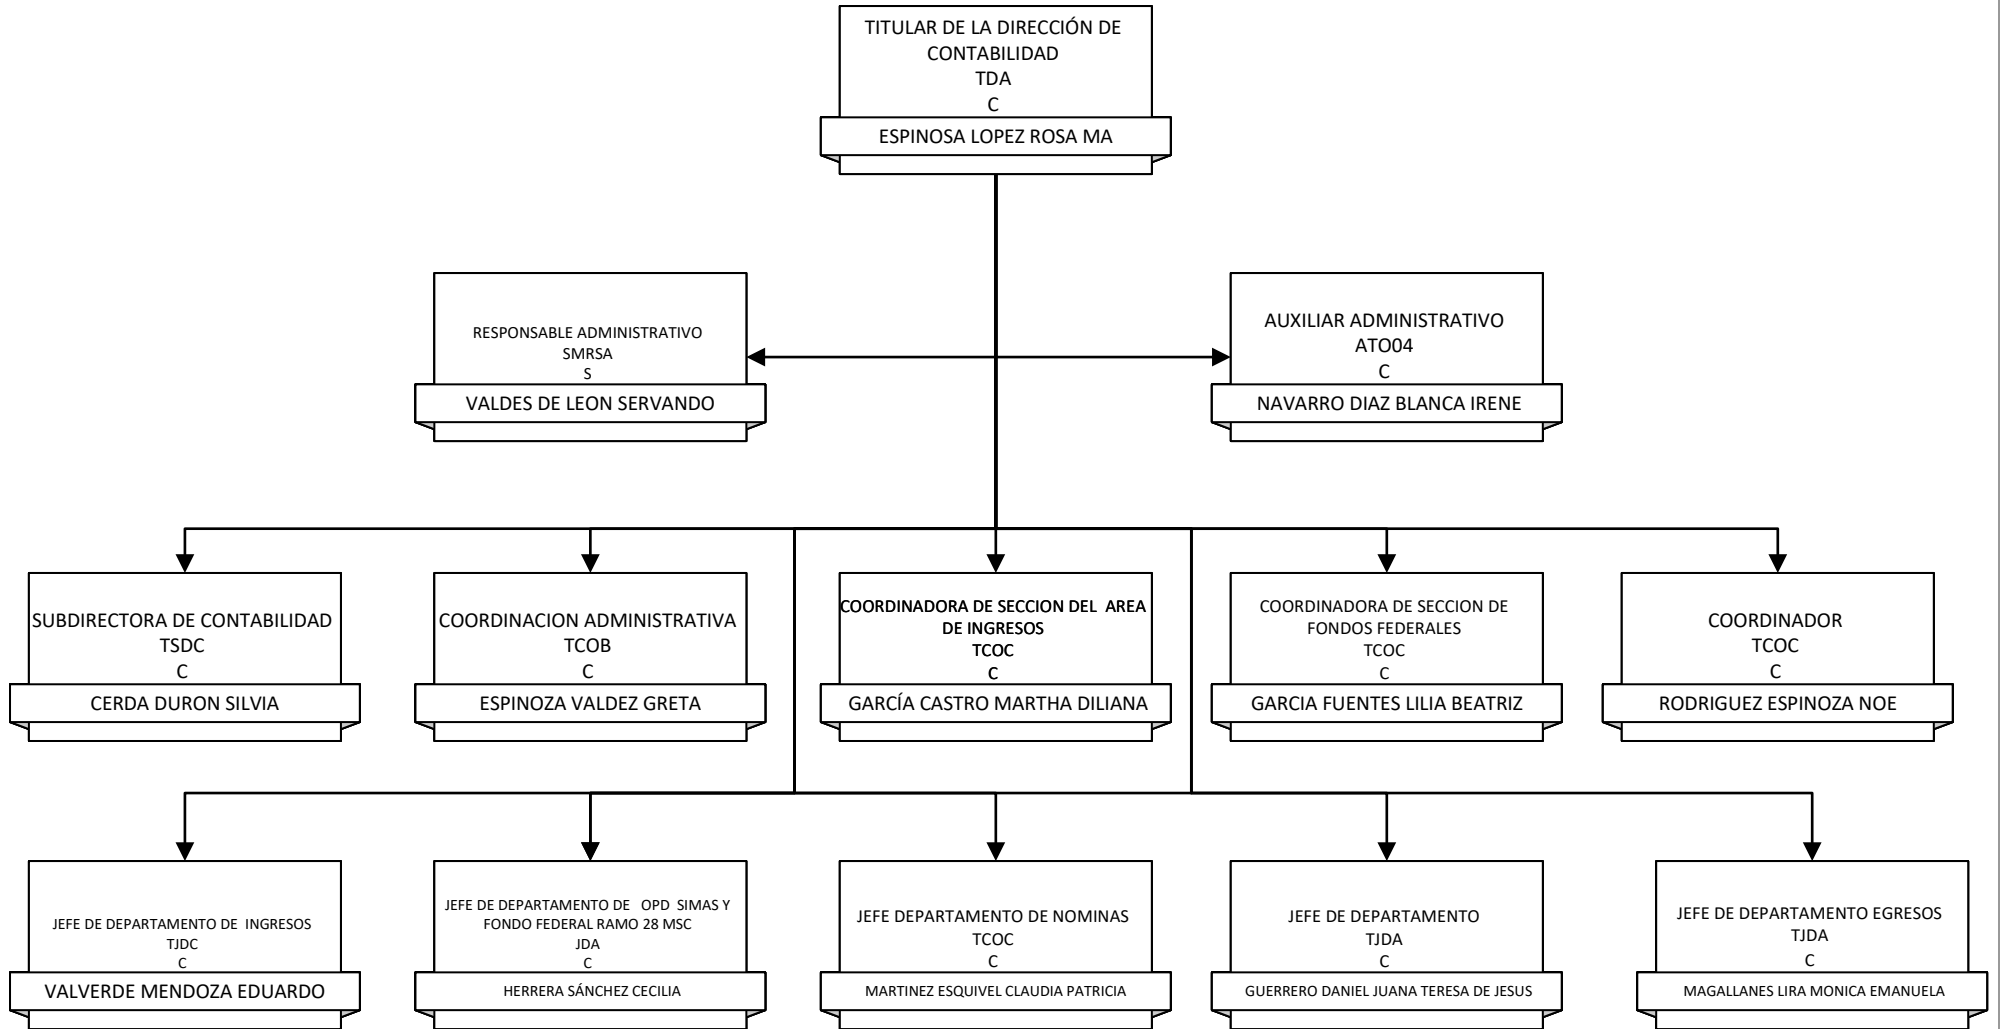 TITULAR DE LA DIRECCIÓN DE
CONTABILIDAD
TDA
C
ESPINOSA LOPEZ ROSA MA
RESPONSABLE ADMINISTRATIVO
SMRSA
S
VALDES DE LEON SERVANDO
AUXILIAR ADMINISTRATIVO
ATO04
C
NAVARRO DIAZ BLANCA IRENE
SUBDIRECTORA DE CONTABILIDAD
TSDC
C
CERDA DURON SILVIA
COORDINACION ADMINISTRATIVA
TCOB
C
ESPINOZA VALDEZ GRETA
COORDINADORA DE SECCION DEL AREA
DE INGRESOS
TCOC
C
GARCÍA CASTRO MARTHA DILIANA
COORDINADORA DE SECCION DE
FONDOS FEDERALES
TCOC
C
GARCIA FUENTES LILIA BEATRIZ
COORDINADOR
TCOC
C
RODRIGUEZ ESPINOZA NOE
JEFE DE DEPARTAMENTO DE INGRESOS
TJDC
C
VALVERDE MENDOZA EDUARDO
JEFE DE DEPARTAMENTO DE OPD SIMAS Y
FONDO FEDERAL RAMO 28 MSC
JDA
C
HERRERA SÁNCHEZ CECILIA
JEFE DEPARTAMENTO DE NOMINAS
TCOC
C
MARTINEZ ESQUIVEL CLAUDIA PATRICIA
JEFE DE DEPARTAMENTO
TJDA
C
GUERRERO DANIEL JUANA TERESA DE JESUS
JEFE DE DEPARTAMENTO EGRESOS
TJDA
C
MAGALLANES LIRA MONICA EMANUELA